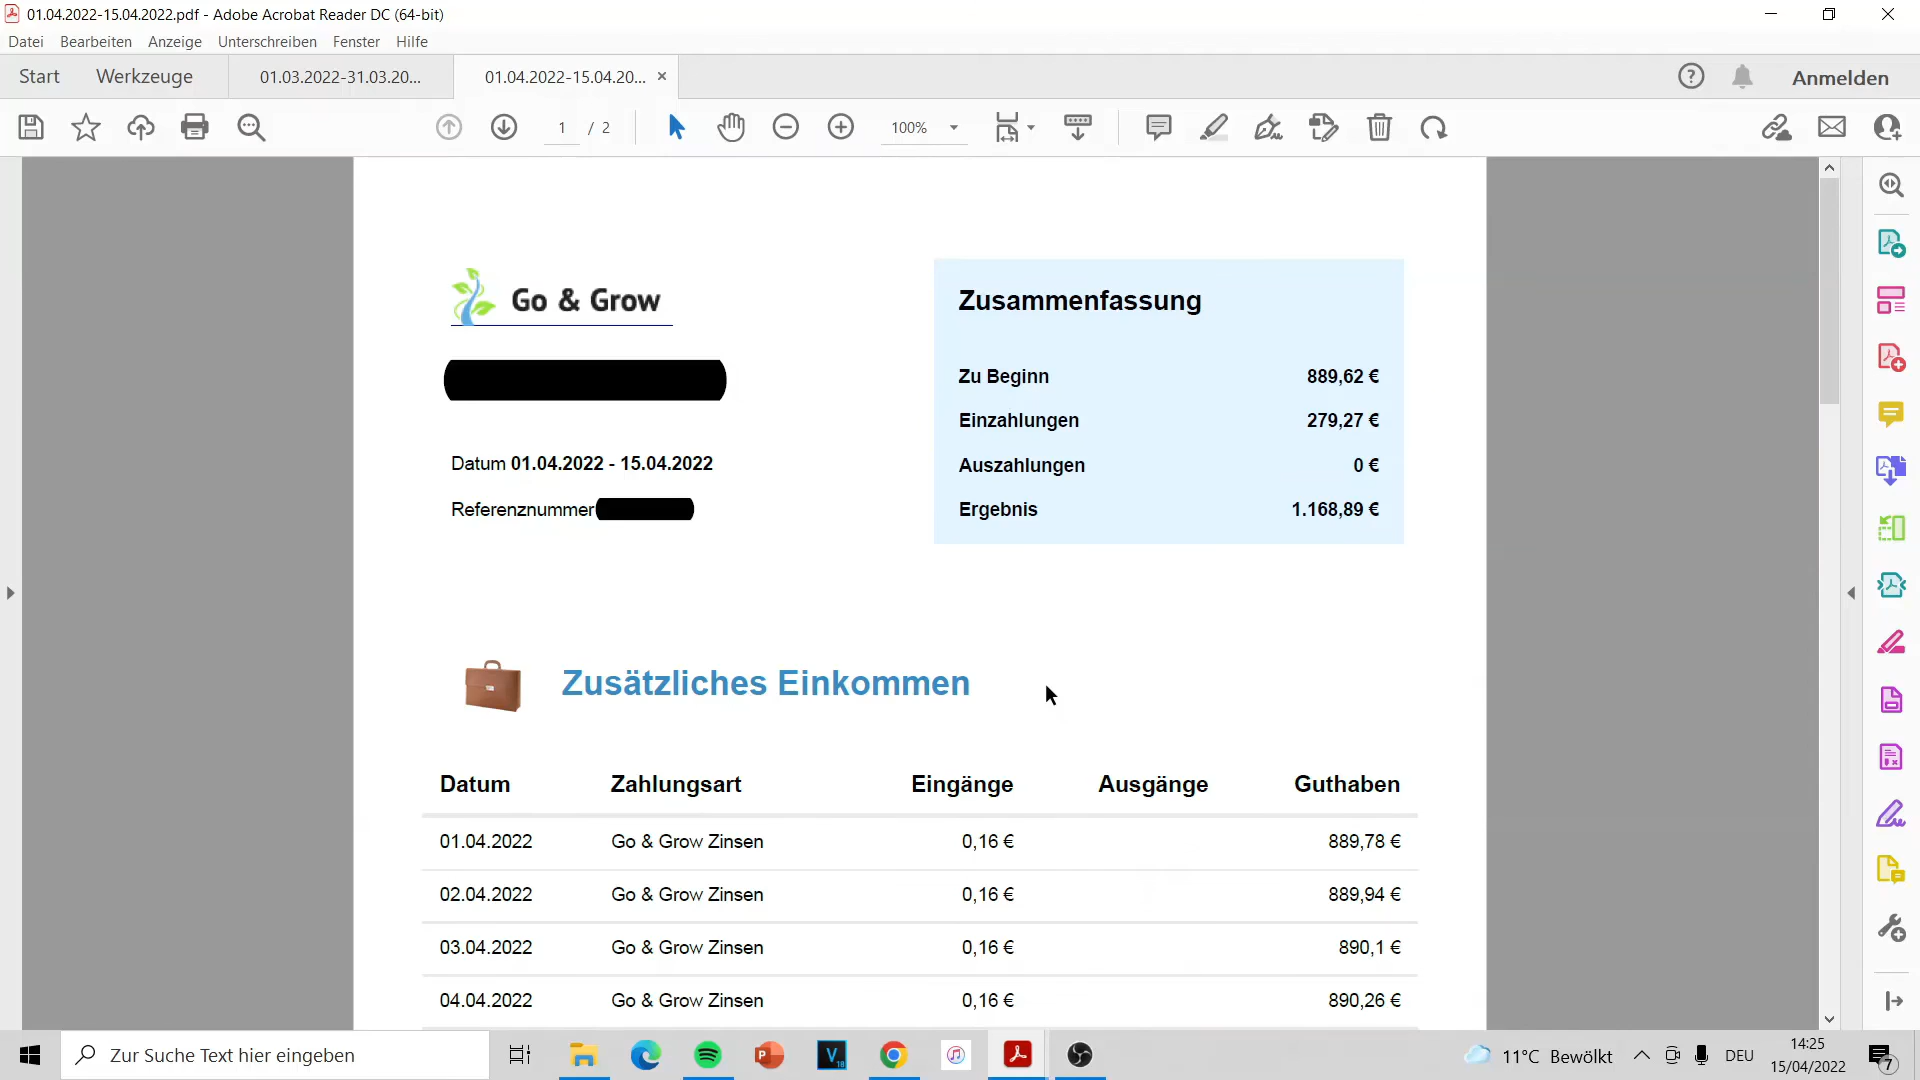 01.04.2022-15.04.2022.pdf - Adobe Acrobat Reader DC (64-bit)
Datei Bearbeiten Anzeige Unterschreiben Fenster Hilfe
Start Werkzeuge 01.03.2022-31.03.20... 01.04.2022-15.04.20... × Anmelden
1 / 2 100%
Go & Grow
Zusammenfassung
Zu Beginn 889,62 €
Einzahlungen 279,27 €
Datum 01.04.2022 - 15.04.2022
Auszahlungen 0 €
Referenznummer
Ergebnis 1.168,89 €
Zusätzliches Einkommen
Datum Zahlungsart Eingänge Ausgänge Guthaben
01.04.2022 Go & Grow Zinsen 0,16 € 889,78 €
02.04.2022 Go & Grow Zinsen 0,16 € 889,94 €
03.04.2022 Go & Grow Zinsen 0,16 € 890,1 €
04.04.2022 Go & Grow Zinsen 0,16 € 890,26 €
Zur Suche Text hier eingeben
11°C Bewölkt DEU
14:25
15/04/2022
7